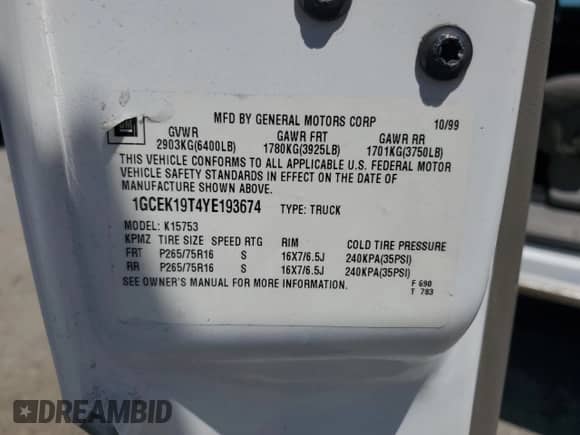 MFD BY GENERAL MOTORS CORP 10/99
GVWR GAWR FRT GAWR RR
2903KG(6400LB) 1780KG(3925LB) 1701KG(3750LB)
THIS VEHICLE CONFORMS TO ALL APPLICABLE U.S. FEDERAL MOTOR
VEHICLE SAFETY STANDARDS IN EFFECT ON THE DATE OF
MANUFACTURE SHOWN ABOVE.
1GCEK19T4YE193674 TYPE: TRUCK
MODEL: K15753
KPMZ TIRE SIZE SPEED RTG RIM COLD TIRE PRESSURE
FRT P265/75R16 S 16X7/6.5J 240KPA(35PSI)
RR P265/75R16 S 16X7/6.5J 240KPA(35PSI)
SEE OWNER'S MANUAL FOR MORE INFORMATION. F 690
T 783
DREAMBID